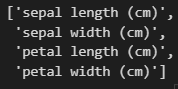 ['sepal length (cm)',
'sepal width (cm)',
'petal length (cm)',
'petal width (cm)']